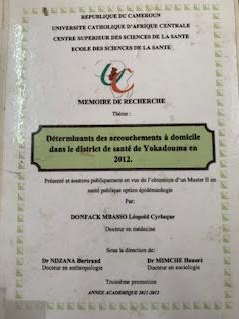 REPUBLIQUE DU CAMEROUN
UNIVERSITE CATHOLIQUE D'AFRIQUE CENTRALE
CENTRE SUPERIEUR DES SCIENCES DE LA SANTE
ECOLE DES SCIENCES DE LA SANTE
MEMOIRE DE RECHERCHE
Thème :
Déterminants des accouchements à domicile
dans le district de santé de Yokadouma en
2012.
Présenté et soutenu publiquement en vue de l'obtention d'un Master II en
santé publique option épidémiologie
Par:
DONFACK MBASSO Léopold Cyriaque
Docteur en médecine
Sous la direction de:
Dr NDZANA Bertrand
Dr MIMCHE Honoré
Docteur en anthropologie
Docteur en sociologie
Troisième promotion
ANNEE ACADEMIQUE